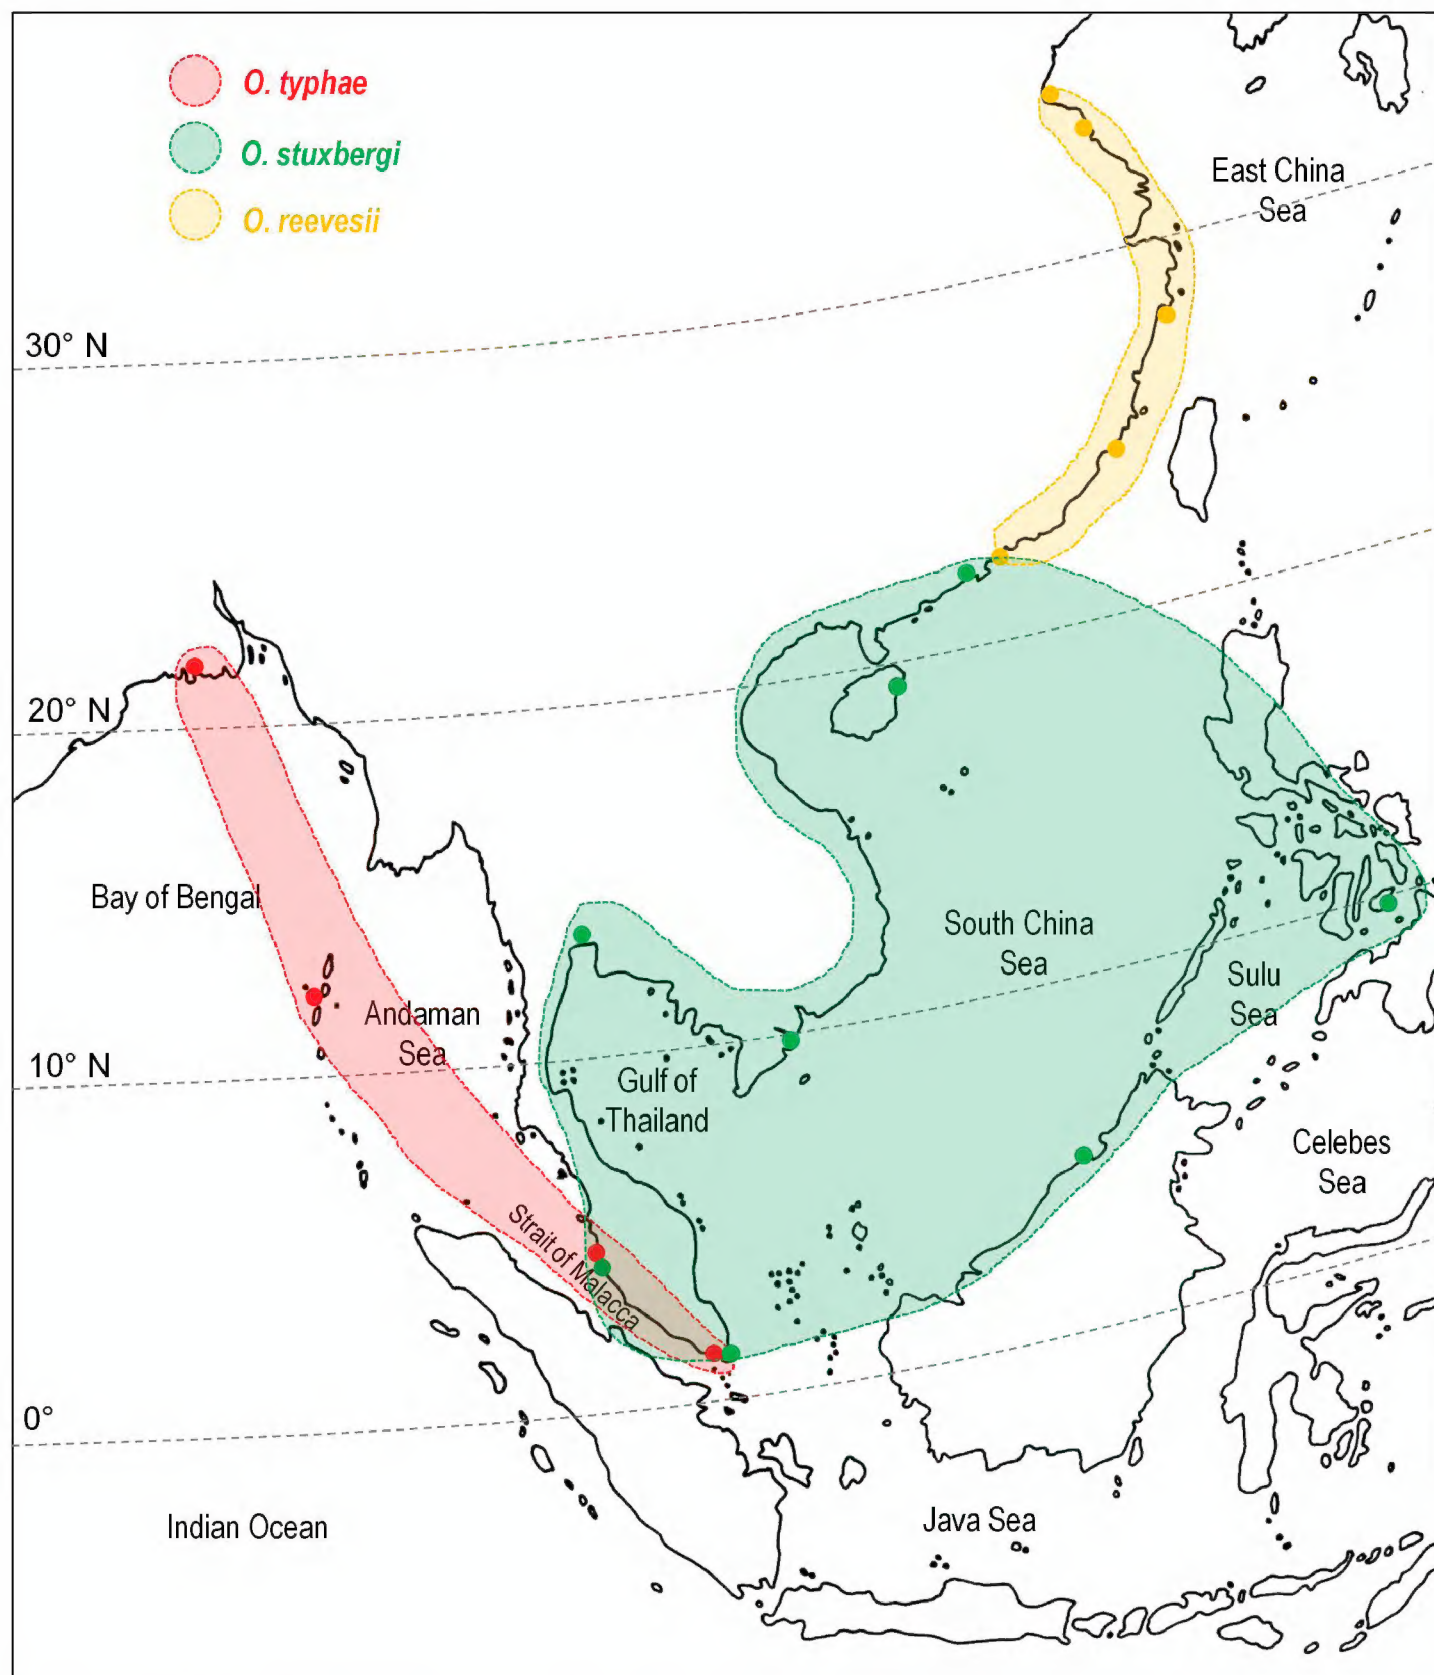 O. typhae
O. stuxbergi
O. reevesii
East China
Sea
30° N
20° N
Bay of Bengal
South China
Sea
Sulu
Sea
Andaman
Sea
10° N
Gulf of
Thailand
Celebes
Sea
Strait of Malacca
0°
Indian Ocean
Java Sea